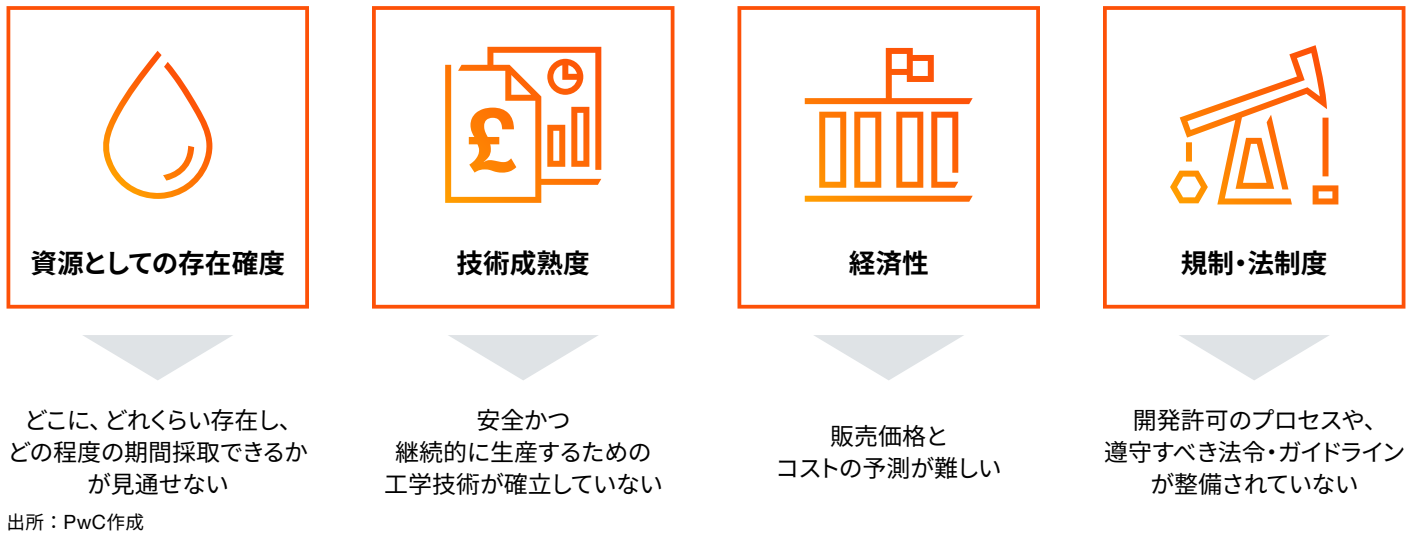 £
資源としての存在確度
技術成熟度
経済性
規制・法制度
どこに、どれくらい存在し、
どの程度の期間採取できるか
が見通せない
安全かつ
継続的に生産するための
工学技術が確立していない
販売価格と
コストの予測が難しい
開発許可のプロセスや、
遵守すべき法令・ガイドライン
が整備されていない
出所：PwC作成